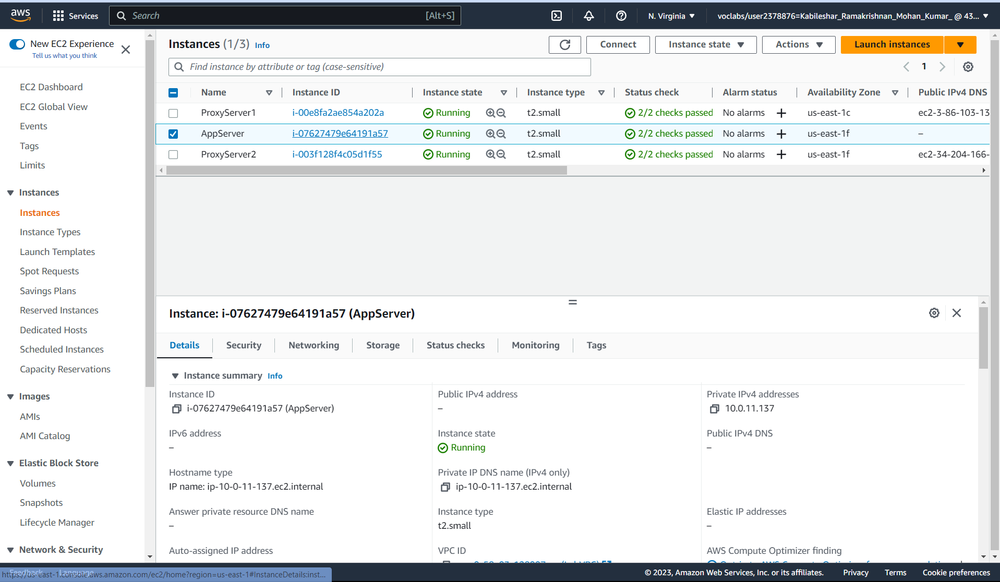 aws
Services
Search
[Alt+S]
N. Virginia
voclabs/user2378876=Kabileshar_Ramakrishnan_Mohan_Kumar_ @ 43...
New EC2 Experience
Tell us what you think
EC2 Dashboard
EC2 Global View
Events
Tags
Limits
Instances
Instances
Instance Types
Launch Templates
Spot Requests
Savings Plans
Reserved Instances
Dedicated Hosts
Scheduled Instances
Capacity Reservations
Images
AMIs
AMI Catalog
Elastic Block Store
Volumes
Snapshots
Lifecycle Manager
Network & Security
Instances (1/3) Info
Connect
Instance state
Actions
Launch instances
Find instance by attribute or tag (case-sensitive)
1
Name Instance ID Instance state Instance type Status check Alarm status Availability Zone Public IPv4 DNS
ProxyServer1 i-00e8fa2ae854a202a Running t2.small 2/2 checks passed No alarms + us-east-1c ec2-3-86-103-13
AppServer i-07627479e64191a57 Running t2.small 2/2 checks passed No alarms + us-east-1f –
ProxyServer2 i-003f128f4c05d1f55 Running t2.small 2/2 checks passed No alarms + us-east-1f ec2-34-204-166-
Instance: i-07627479e64191a57 (AppServer)
Details Security Networking Storage Status checks Monitoring Tags
Instance summary Info
Instance ID
i-07627479e64191a57 (AppServer)
Public IPv4 address
–
Private IPv4 addresses
10.0.11.137
IPv6 address
–
Instance state
Running
Public IPv4 DNS
–
Hostname type
IP name: ip-10-0-11-137.ec2.internal
Private IP DNS name (IPv4 only)
ip-10-0-11-137.ec2.internal
Answer private resource DNS name
–
Instance type
t2.small
Elastic IP addresses
–
Auto-assigned IP address
VPC ID
AWS Compute Optimizer finding
Feedback Language
https://us-east-1.console.aws.amazon.com/ec2/home?region=us-east-1#InstanceDetails:inst...
© 2023, Amazon Web Services, Inc. or its affiliates.
Privacy
Terms
Cookie preferences